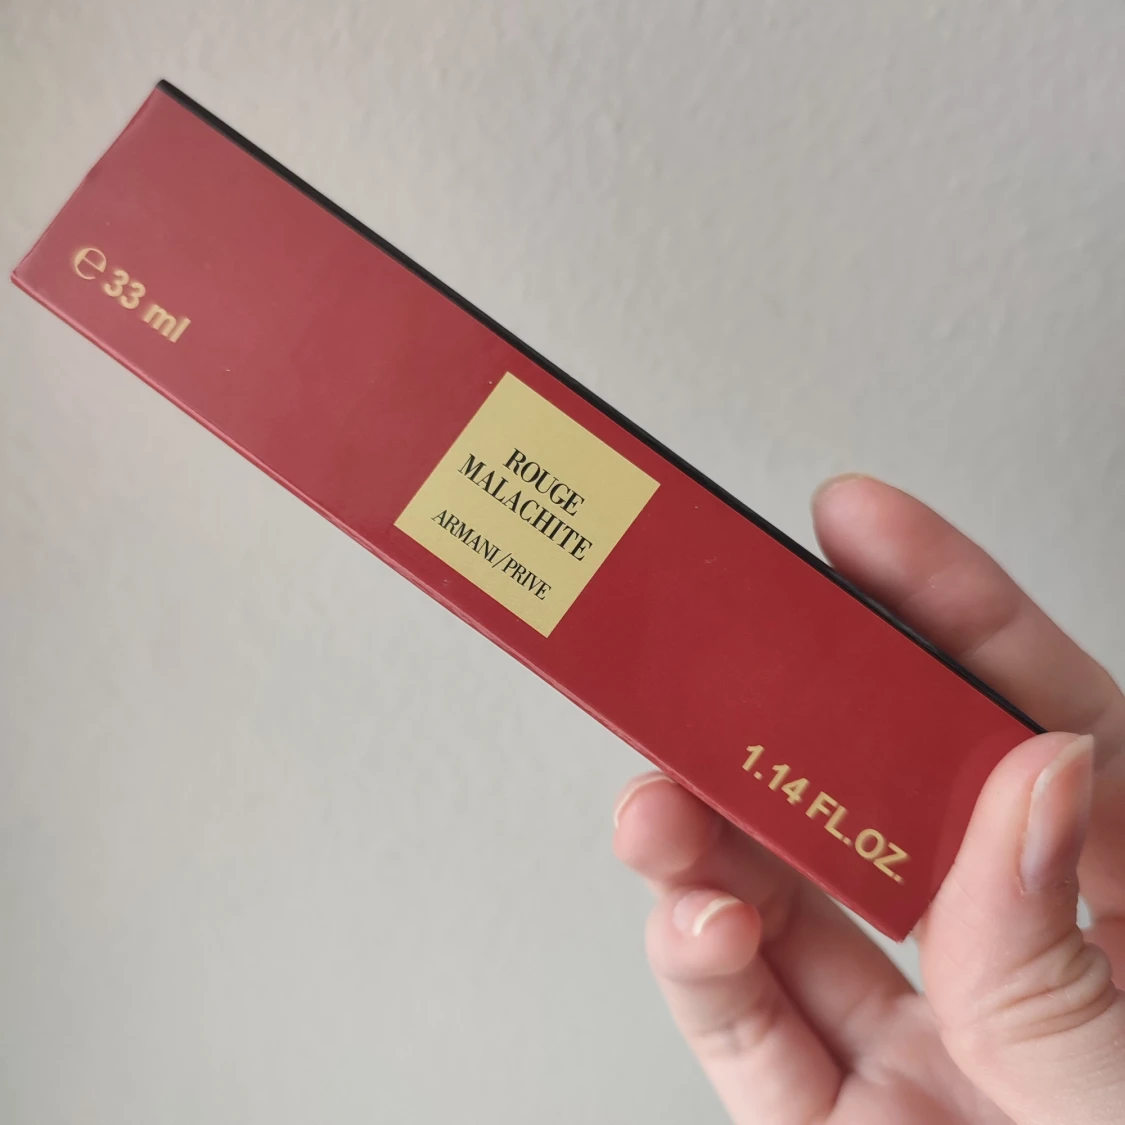 ℮ 33 ml
ROUGE
MALACHITE
ARMANI/PRIVE
1.14 FL.OZ.